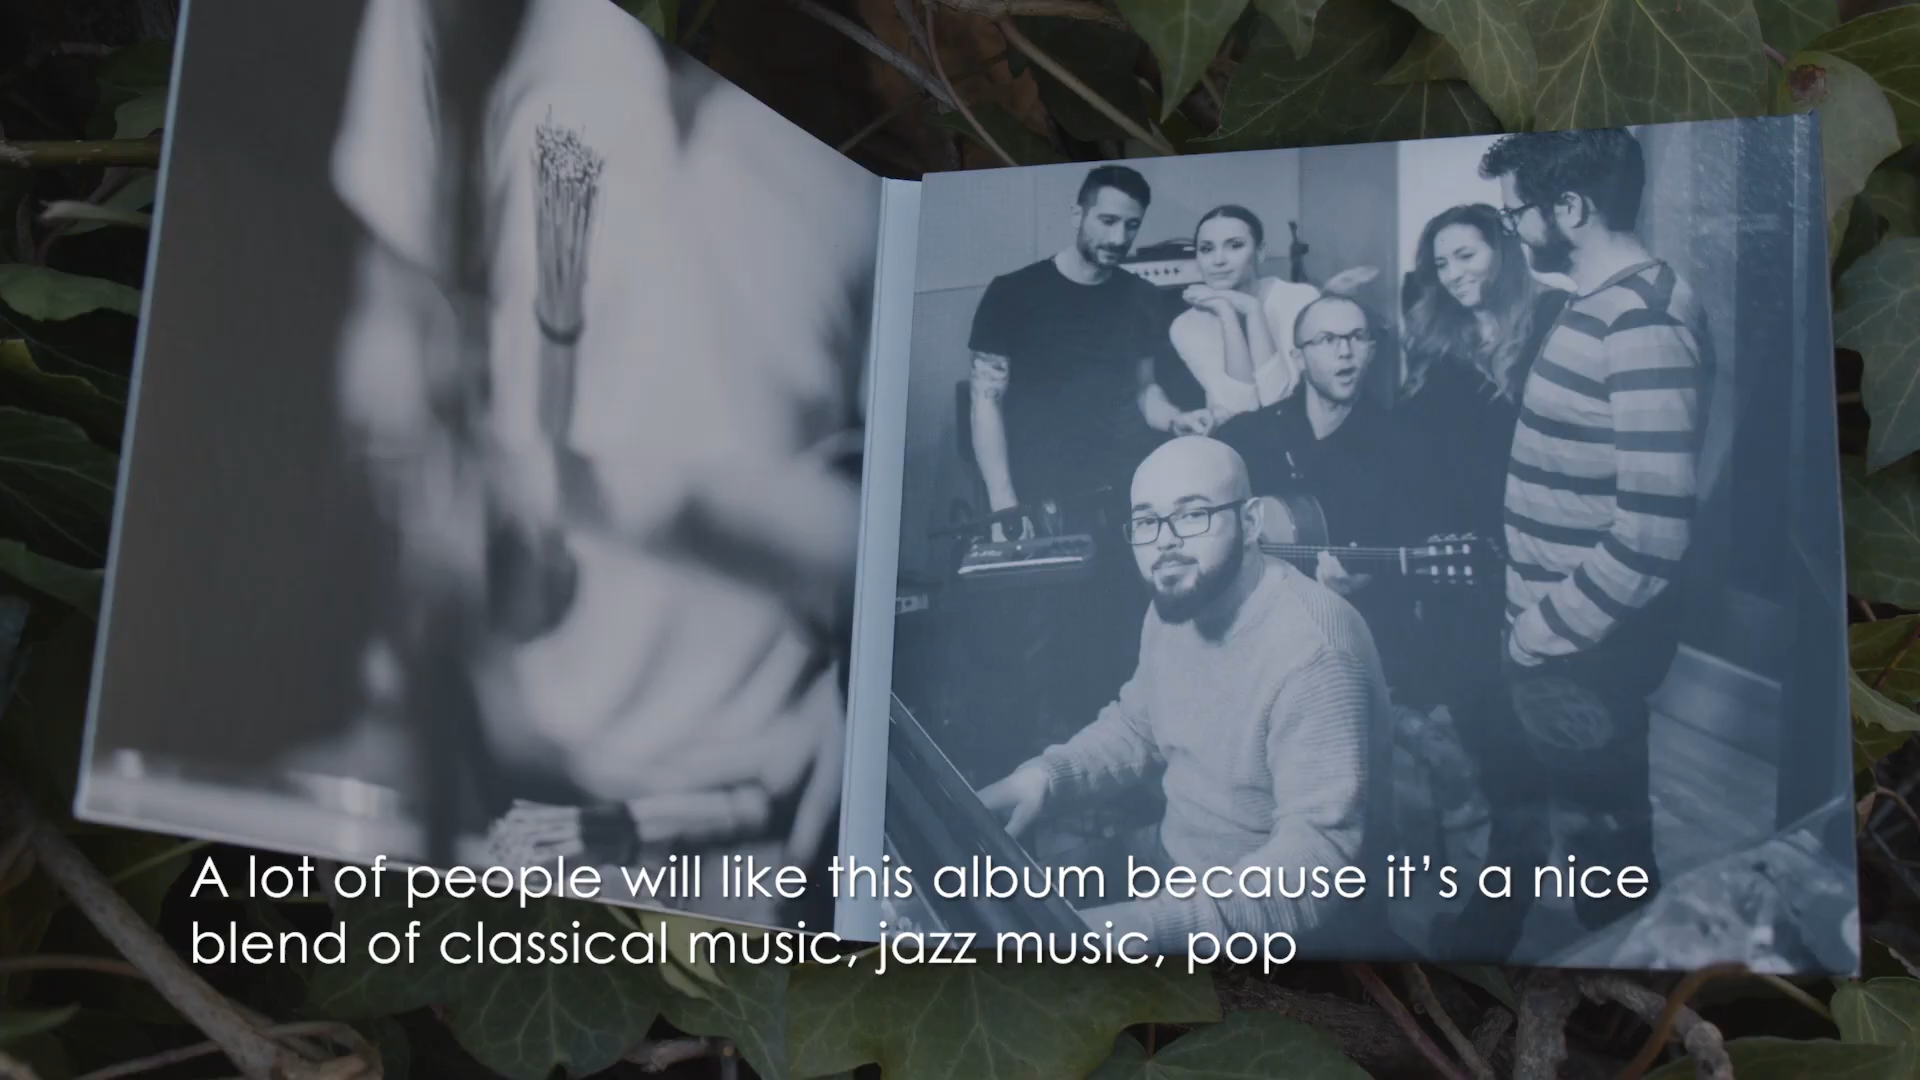 A lot of people will like this album because it’s a nice
blend of classical music, jazz music, pop